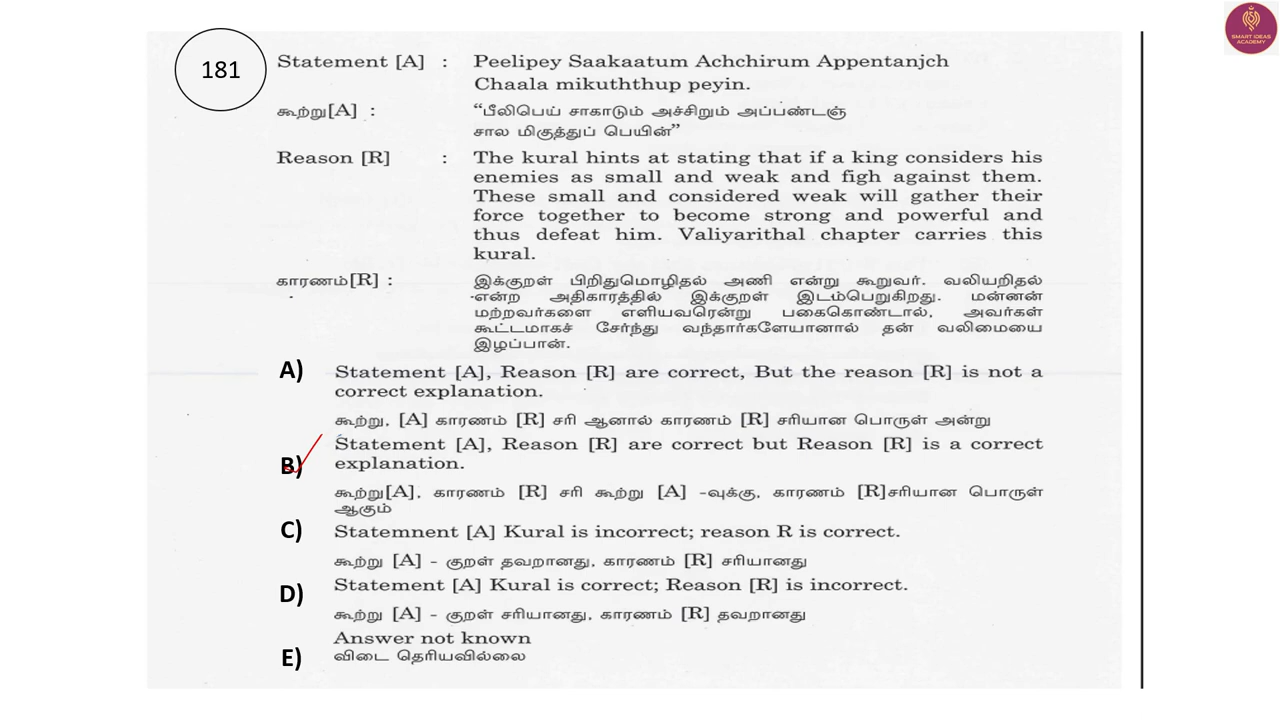 SMART IDEAS
ACADEMY
181
Statement [A] : Peelipey Saakaatum Achchirum Appentanjch
Chaala mikuththup peyin.
கூற்று[A] : “பீலிபெய் சாகாடும் அச்சிறும் அப்பண்டஞ்
சால மிகுத்துப் பெயின்”
Reason [R] : The kural hints at stating that if a king considers his
enemies as small and weak and figh against them.
These small and considered weak will gather their
force together to become strong and powerful and
thus defeat him. Valiyarithal chapter carries this
kural.
காரணம்[R] : இக்குறள் பிறிதுமொழிதல் அணி என்று கூறுவர். வலியறிதல்
என்ற அதிகாரத்தில் இக்குறள் இடம்பெறுகிறது. மன்னன்
மற்றவர்களை எளியவரென்று பகைகொண்டால், அவர்கள்
கூட்டமாகச் சேர்ந்து வந்தார்களேயானால் தன் வலிமையை
இழப்பான்.
A) Statement [A], Reason [R] are correct, But the reason [R] is not a
correct explanation.
கூற்று, [A] காரணம் [R] சரி ஆனால் காரணம் [R] சரியான பொருள் அன்று
Statement [A], Reason [R] are correct but Reason [R] is a correct
B) explanation.
கூற்று[A], காரணம் [R] சரி கூற்று [A] -வுக்கு, காரணம் [R]சரியான பொருள்
ஆகும்
C) Statemnent [A] Kural is incorrect; reason R is correct.
கூற்று [A] - குறள் தவறானது, காரணம் [R] சரியானது
D) Statement [A] Kural is correct; Reason [R] is incorrect.
கூற்று [A] - குறள் சரியானது, காரணம் [R] தவறானது
Answer not known
E) விடை தெரியவில்லை